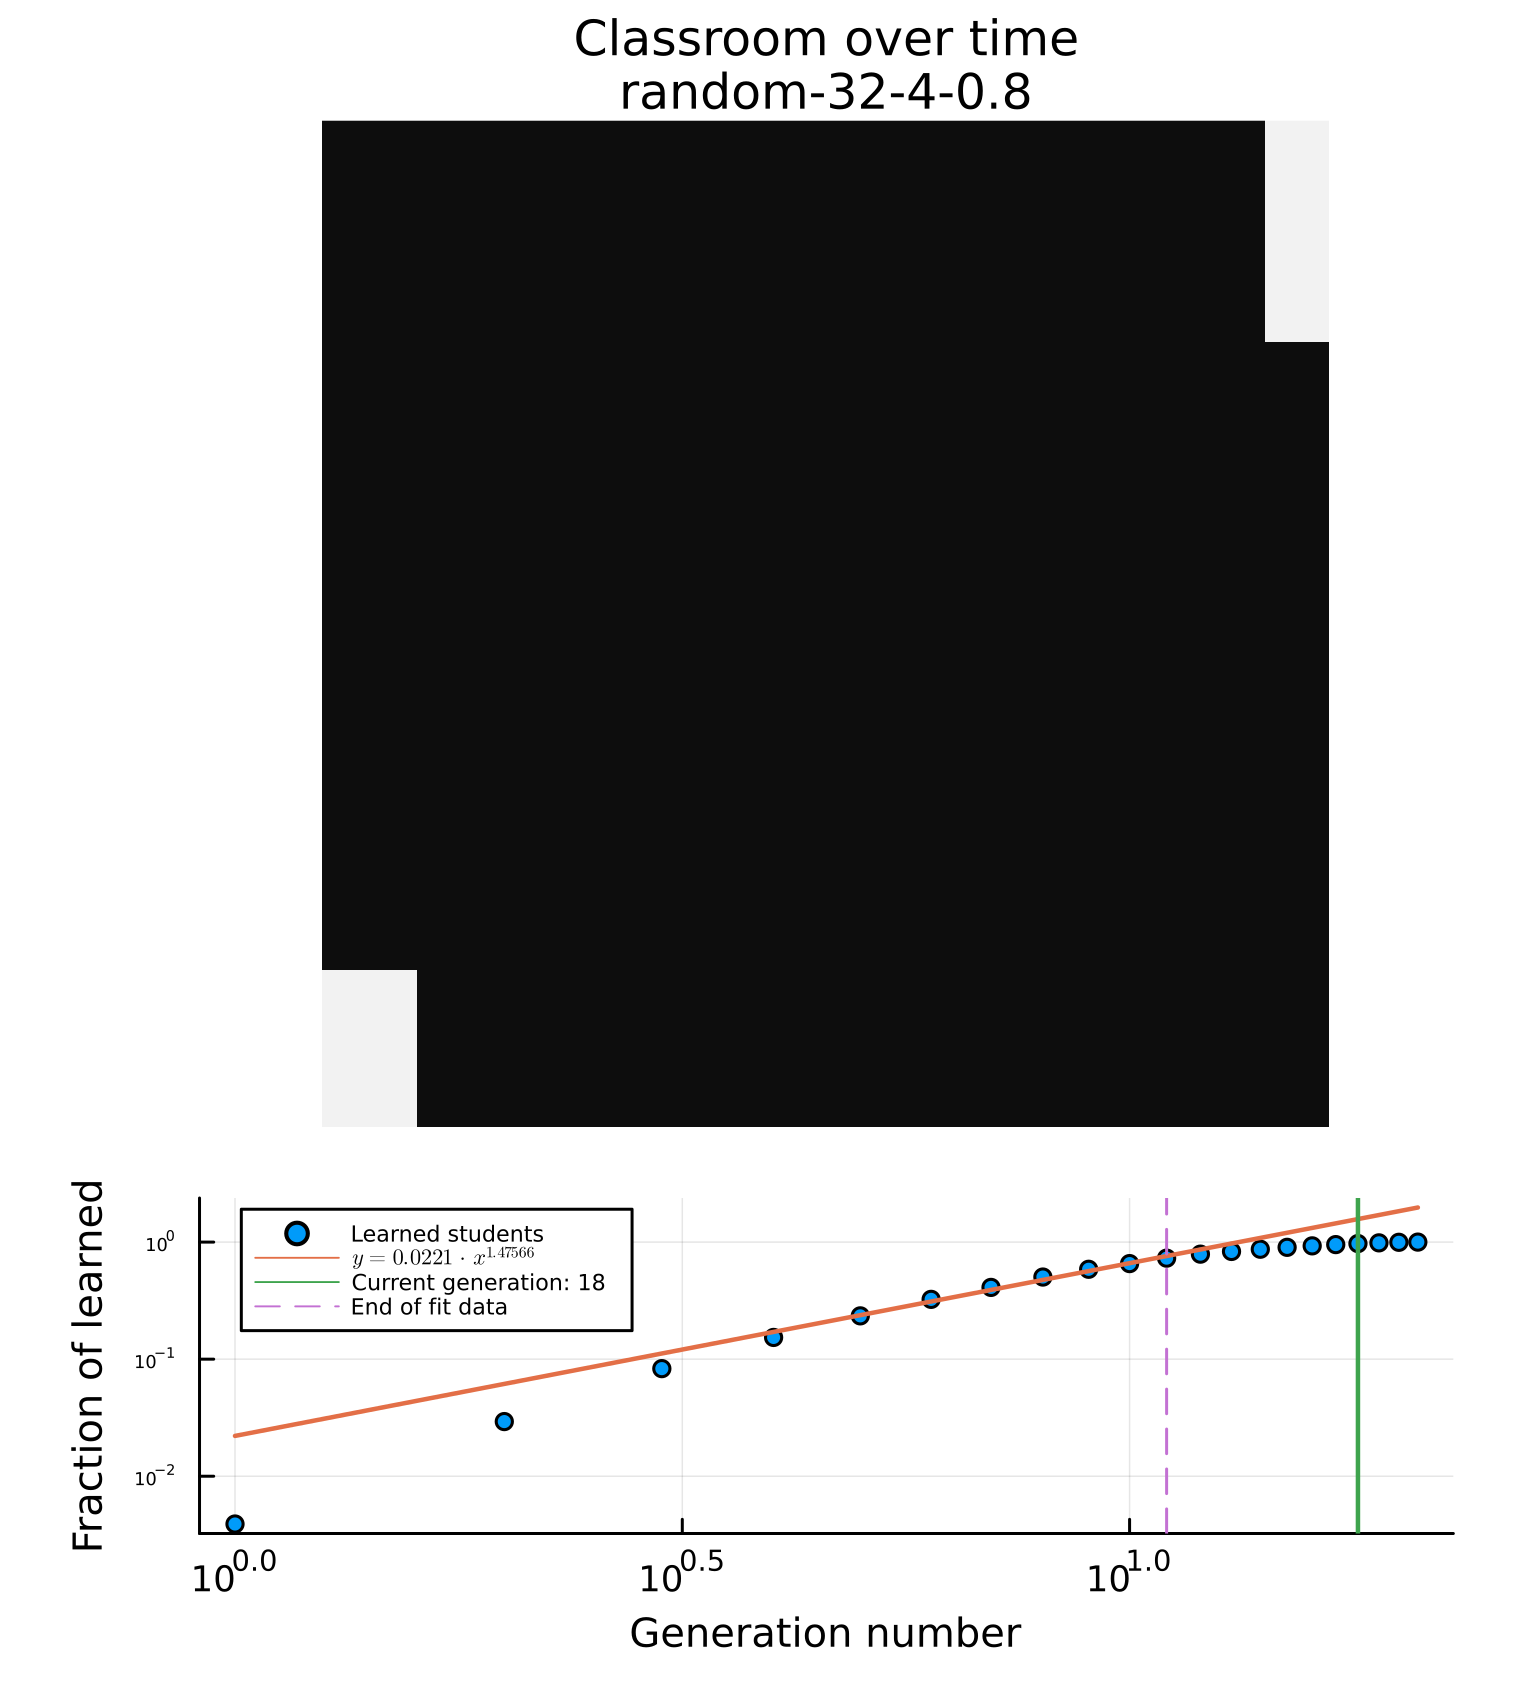 Classroom over time
random-32-4-0.8
Fraction of learned
10⁰
10⁻¹
10⁻²
Learned students
y = 0.0221 · x^1.47566
Current generation: 18
End of fit data
10^0.0 10^0.5 10^1.0
Generation number